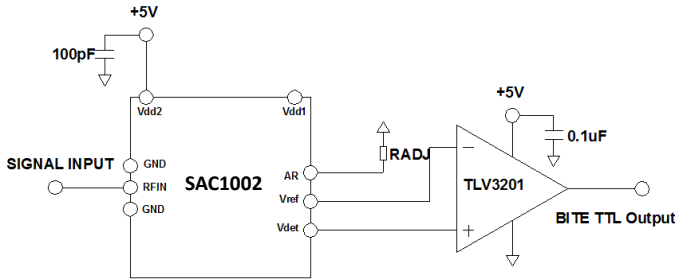 +5V
100pF
Vdd2
Vdd1
+5V
0.1uF
RADJ
SIGNAL INPUT
GND
RFIN
GND
SAC1002
AR
Vref
Vdet
−
TLV3201
+
BITE TTL Output